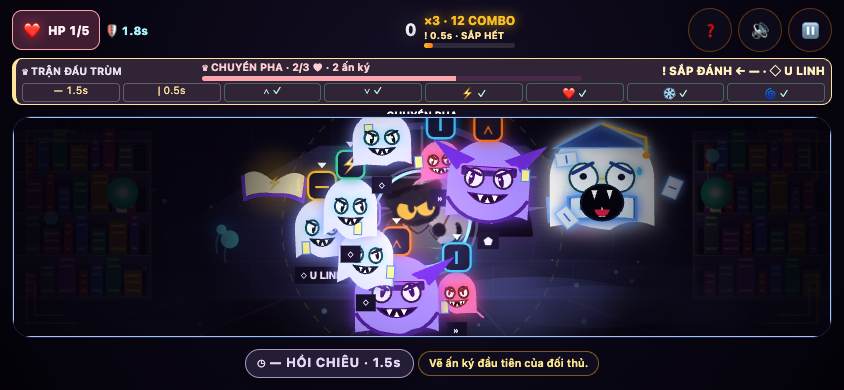 HP 1/5
1.8s
0
×3 · 12 COMBO
! 0.5s · SẮP HẾT
?
♛ TRẬN ĐẤU TRÙM
♛ CHUYỂN PHA · 2/3 ♥ · 2 ấn ký
! SẮP ĐÁNH ← — · ◇ U LINH
— 1.5s
| 0.5s
^ ✓
v ✓
⚡ ✓
❤️ ✓
❄️ ✓
🌀 ✓
◇ U LINH
◷ — HỒI CHIÊU · 1.5s
Vẽ ấn ký đầu tiên của đối thủ.